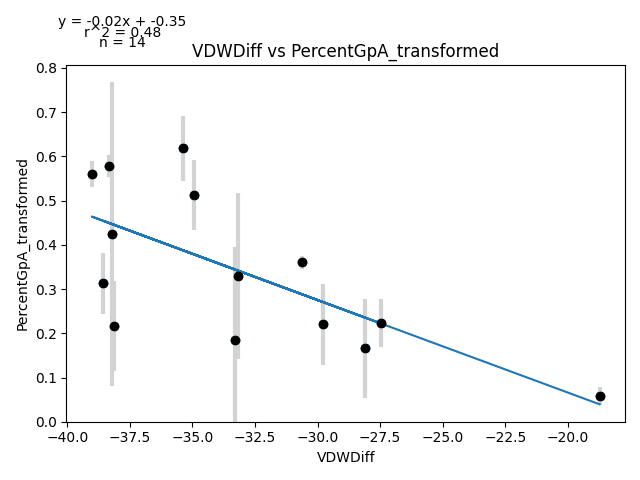 y = -0.02x + -0.35
r^2 = 0.48
n = 14
VDWDiff vs PercentGpA_transformed
0.8
0.7
0.6
0.5
0.4
0.3
0.2
0.1
0.0
PercentGpA_transformed
−40.0 −37.5 −35.0 −32.5 −30.0 −27.5 −25.0 −22.5 −20.0
VDWDiff